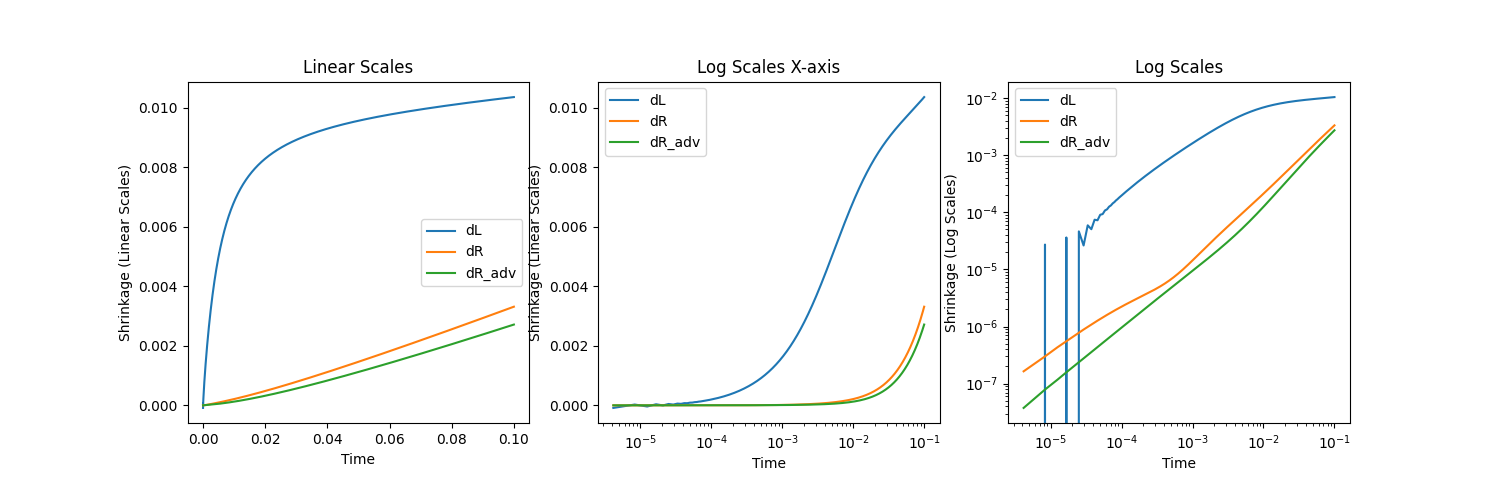 Linear Scales
Shrinkage (Linear Scales)
0.010
0.008
0.006
0.004
0.002
0.000
dL
dR
dR_adv
0.00 0.02 0.04 0.06 0.08 0.10
Time
Log Scales X-axis
Shrinkage (Linear Scales)
0.010
0.008
0.006
0.004
0.002
0.000
dL
dR
dR_adv
10⁻⁵ 10⁻⁴ 10⁻³ 10⁻² 10⁻¹
Time
Log Scales
Shrinkage (Log Scales)
10⁻²
10⁻³
10⁻⁴
10⁻⁵
10⁻⁶
10⁻⁷
dL
dR
dR_adv
10⁻⁵ 10⁻⁴ 10⁻³ 10⁻² 10⁻¹
Time